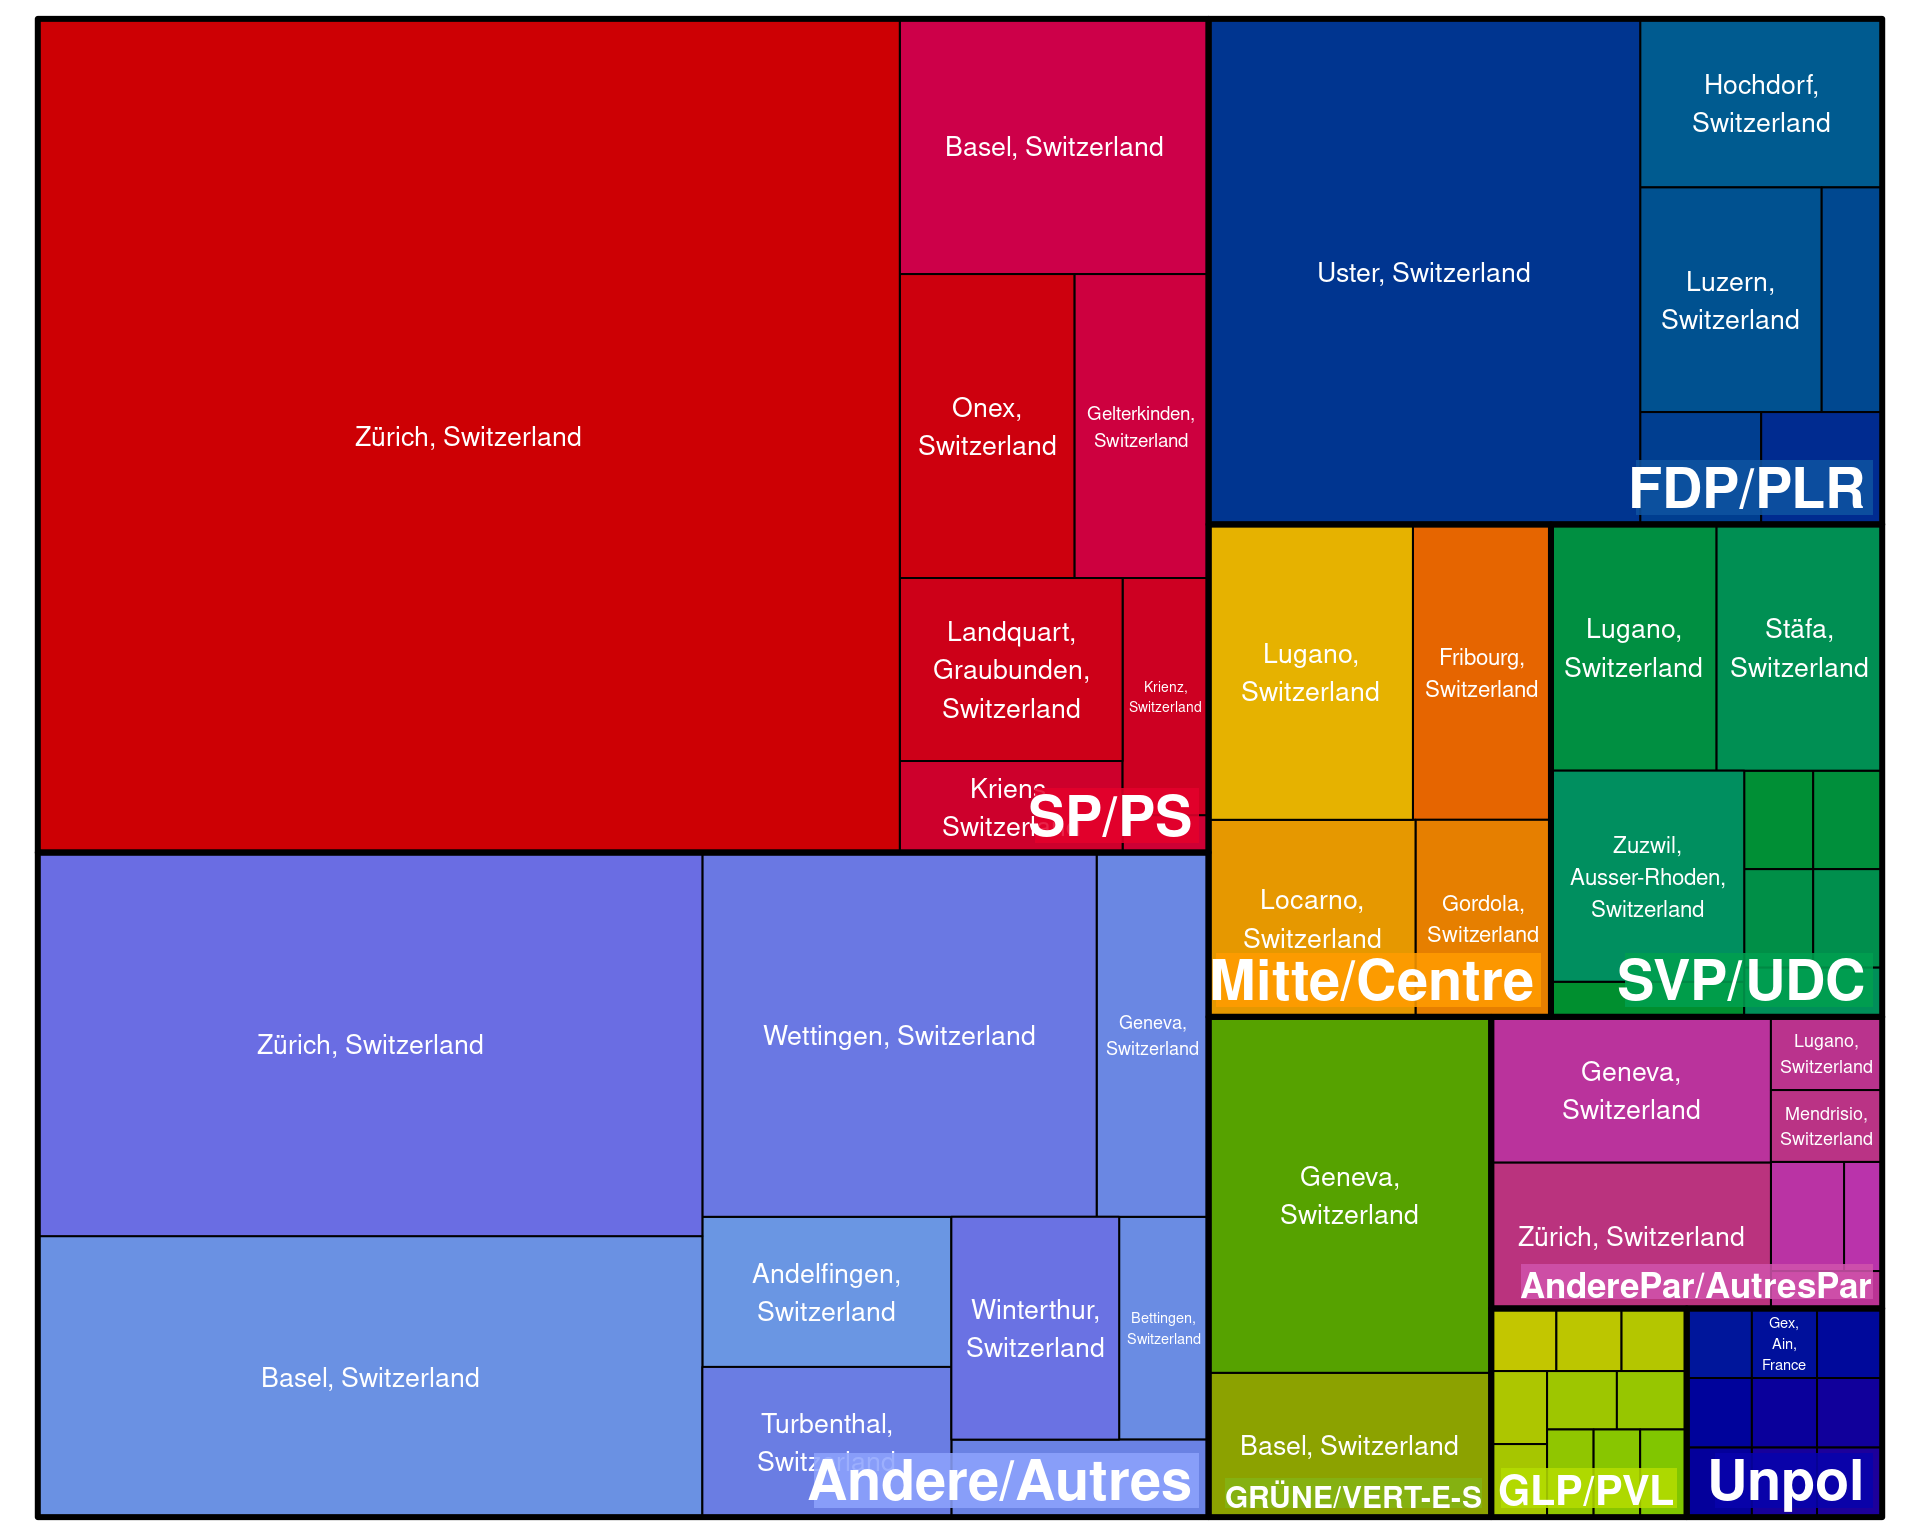 Zürich, Switzerland
Basel, Switzerland
Onex,
Switzerland
Gelterkinden,
Switzerland
Landquart,
Graubunden,
Switzerland
Krienz,
Switzerland
Kriens
Switzerland
SP/PS
Uster, Switzerland
Hochdorf,
Switzerland
Luzern,
Switzerland
FDP/PLR
Lugano,
Switzerland
Fribourg,
Switzerland
Locarno,
Switzerland
Gordola,
Switzerland
Mitte/Centre
Lugano,
Switzerland
Stäfa,
Switzerland
Zuzwil,
Ausser-Rhoden,
Switzerland
SVP/UDC
Zürich, Switzerland
Wettingen, Switzerland
Geneva,
Switzerland
Basel, Switzerland
Andelfingen,
Switzerland
Winterthur,
Switzerland
Bettingen,
Switzerland
Turbenthal,
Switzerland
Andere/Autres
Geneva,
Switzerland
Basel, Switzerland
GRÜNE/VERT-E-S
Geneva,
Switzerland
Lugano,
Switzerland
Mendrisio,
Switzerland
Zürich, Switzerland
AnderePar/AutresPar
GLP/PVL
Gex,
Ain,
France
Unpol